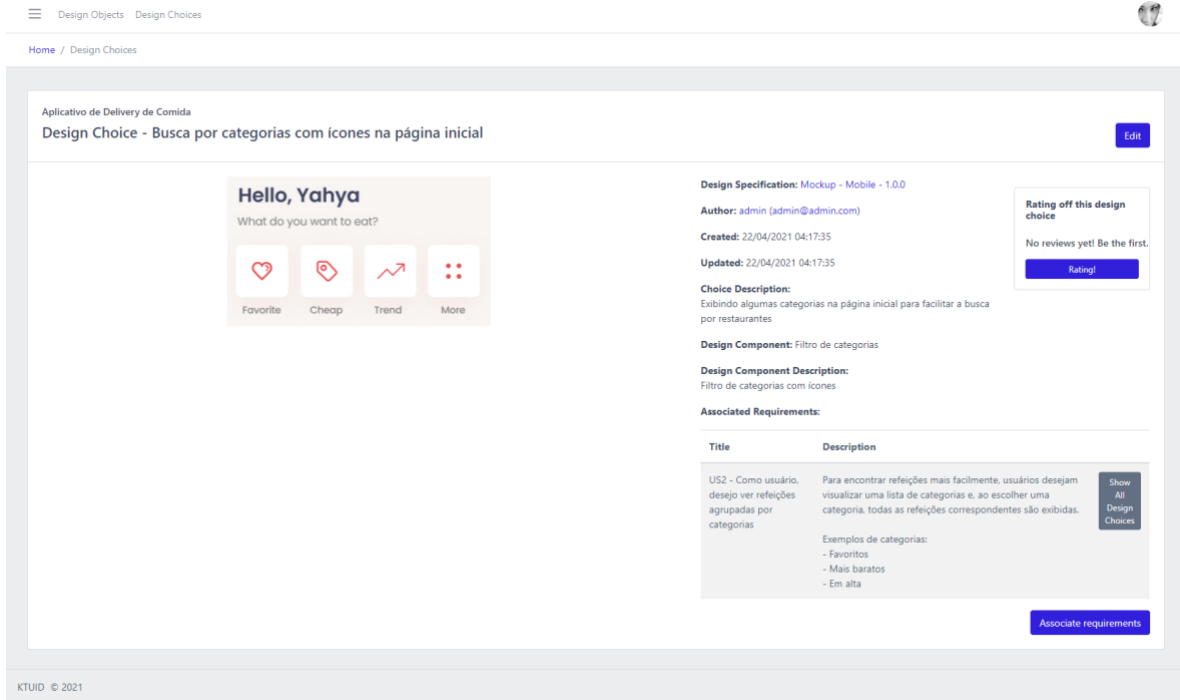 Design Objects Design Choices
Home / Design Choices
Aplicativo de Delivery de Comida
Design Choice - Busca por categorias com ícones na página inicial
Edit
Hello, Yahya
What do you want to eat?
Favorite Cheap Trend More
Design Specification: Mockup - Mobile - 1.0.0
Author: admin (admin@admin.com)
Created: 22/04/2021 04:17:35
Updated: 22/04/2021 04:17:35
Choice Description:
Exibindo algumas categorias na página inicial para facilitar a busca
por restaurantes
Design Component: Filtro de categorias
Design Component Description:
Filtro de categorias com ícones
Associated Requirements:
Rating off this design
choice
No reviews yet! Be the first.
Rating!
Title Description
US2 - Como usuário,
desejo ver refeições
agrupadas por
categorias
Para encontrar refeições mais facilmente, usuários desejam
visualizar uma lista de categorias e, ao escolher uma
categoria, todas as refeições correspondentes são exibidas.
Exemplos de categorias:
- Favoritos
- Mais baratos
- Em alta
Show
All
Design
Choices
Associate requirements
KTUID © 2021